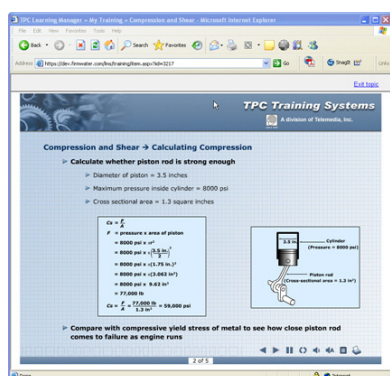 TPC Learning Manager - My Training - Compression and Shear - Microsoft Internet Explorer
File Edit View Favorites Tools Help
Back Search Favorites
Address Go SnagIt Links
Exit topic
TPC Training Systems
A division of Telemedia, Inc.
Compression and Shear → Calculating Compression
Calculate whether piston rod is strong enough
Diameter of piston = 3.5 inches
Maximum pressure inside cylinder = 8000 psi
Cross sectional area = 1.3 square inches
Cs = F/A
F = pressure x area of piston
= 8000 psi x πr²
= 8000 psi x π(3.5 in./2)²
= 8000 psi x π(1.75 in.)²
= 8000 psi x π(3.063 in²)
= 8000 psi x 9.62 in²
= 77,000 lb
Cs = F/A = 77,000 lb/1.3 in² = 59,000 psi
3.5 in.
Cylinder
(Pressure = 8000 psi)
Piston rod
(Cross-sectional area = 1.3 in²)
Compare with compressive yield stress of metal to see how close piston rod
comes to failure as engine runs
2 of 5
Done
Internet